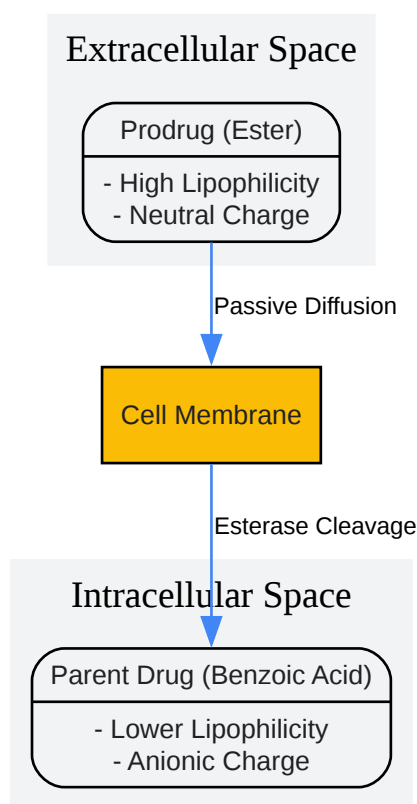 Extracellular Space
Prodrug (Ester)
- High Lipophilicity
- Neutral Charge
Passive Diffusion
Cell Membrane
Esterase Cleavage
Intracellular Space
Parent Drug (Benzoic Acid)
- Lower Lipophilicity
- Anionic Charge